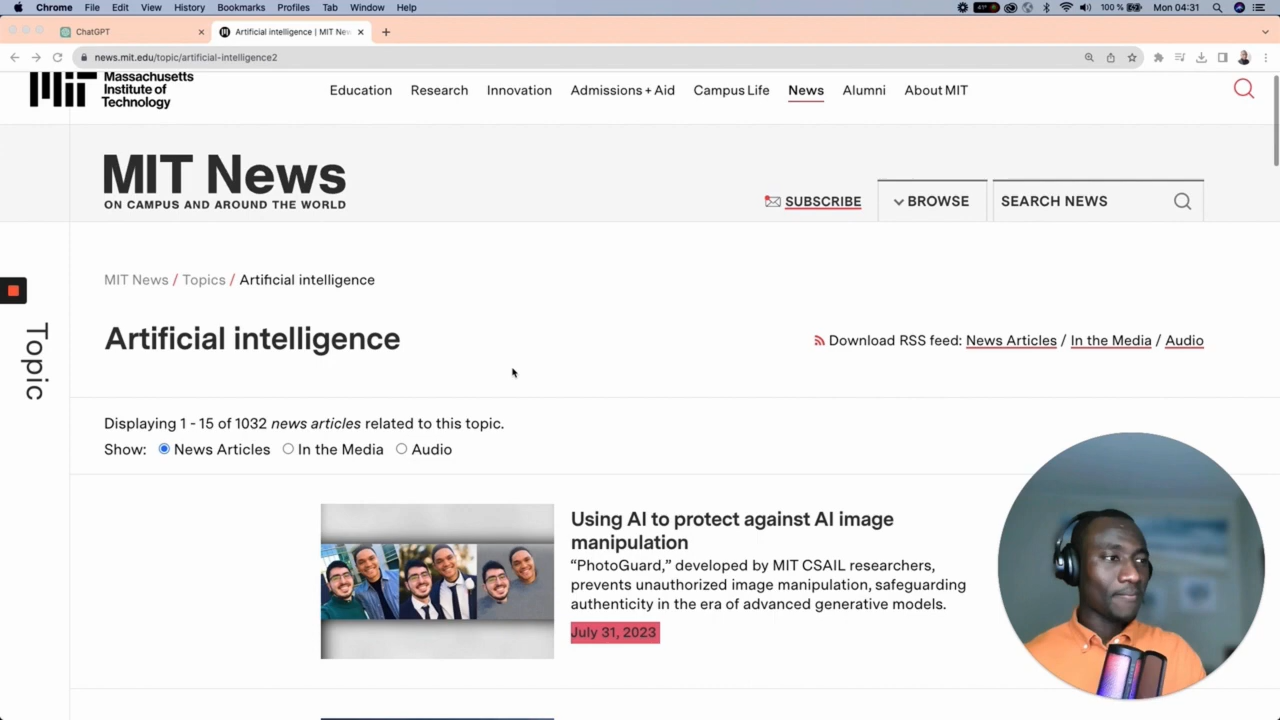 Chrome File Edit View History Bookmarks Profiles Tab Window Help
41° 100 % Mon 04:31
ChatGPT
Artificial intelligence | MIT New
news.mit.edu/topic/artificial-intelligence2
Massachusetts
Institute of
Technology
Education Research Innovation Admissions + Aid Campus Life News Alumni About MIT
MIT News
ON CAMPUS AND AROUND THE WORLD
SUBSCRIBE BROWSE SEARCH NEWS
MIT News / Topics / Artificial intelligence
Topic
Artificial intelligence
Download RSS feed: News Articles / In the Media / Audio
Displaying 1 - 15 of 1032 news articles related to this topic.
Show: News Articles In the Media Audio
Using AI to protect against AI image
manipulation
“PhotoGuard,” developed by MIT CSAIL researchers,
prevents unauthorized image manipulation, safeguarding
authenticity in the era of advanced generative models.
July 31, 2023